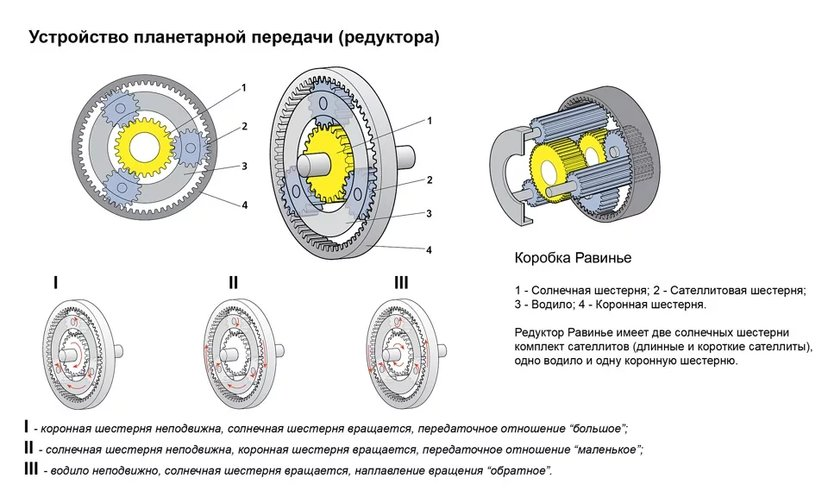 Устройство планетарной передачи (редуктора)
1
2
3
4
1
2
3
4
Коробка Равинье
1 - Солнечная шестерня; 2 - Сателлитовая шестерня;
3 - Водило; 4 - Коронная шестерня.
Редуктор Равинье имеет две солнечных шестерни
комплект сателитов (длинные и короткие сателиты),
одно водило и одну коронную шестерню.
I
II
III
I - коронная шестерня неподвижна, солнечная шестерня вращается, передаточное отношение “большое”;
II - солнечная шестерня неподвижна, коронная шестерня вращается, передаточное отношение “маленькое”;
III - водило неподвижно, солнечная шестерня вращается, наплавление вращения “обратное”.